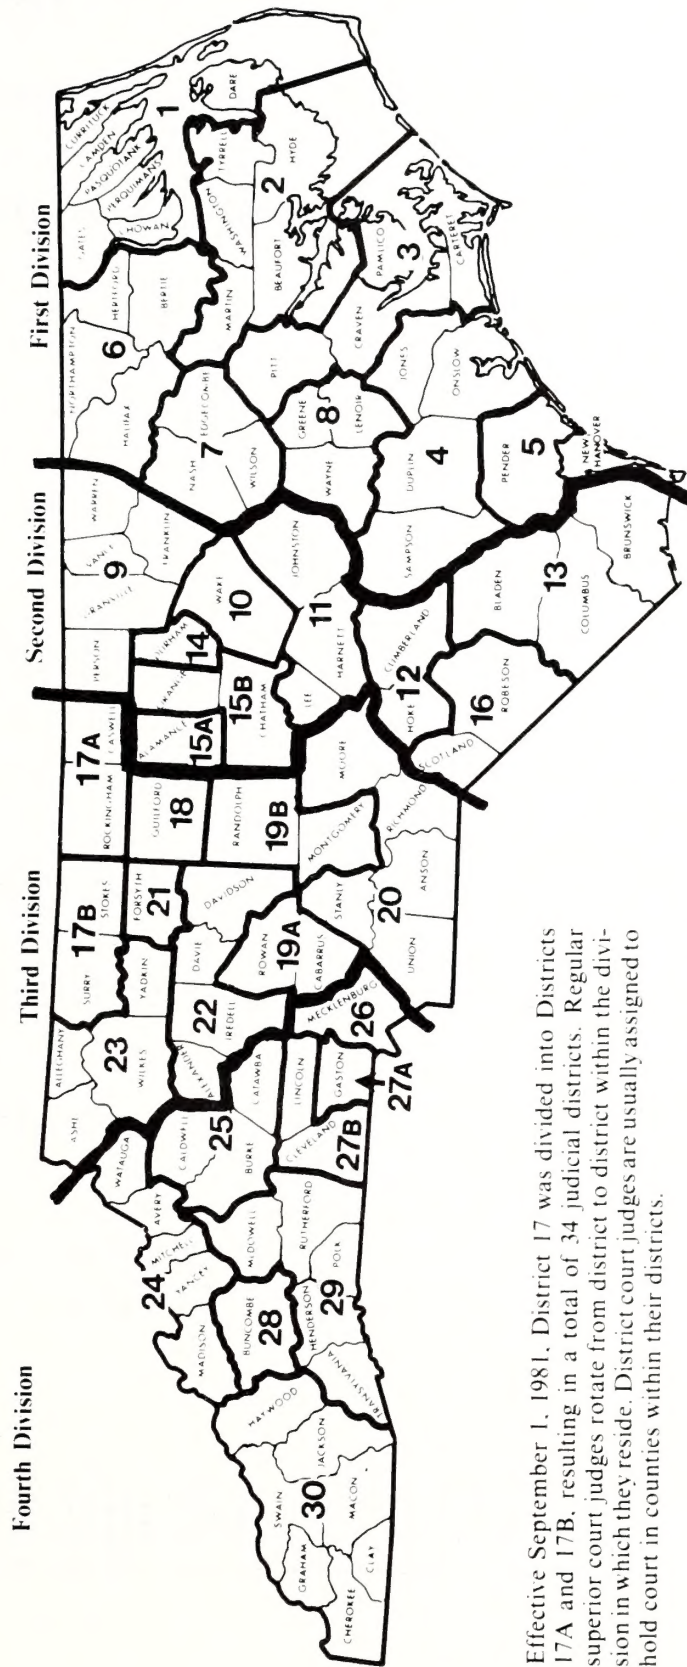 First Division
Second Division
Third Division
Fourth Division
CURRITUCK
CAMDEN
PASQUOTANK
PERQUIMANS
CHOWAN
GATES
1
DARE
TYRRELL
WASHINGTON
HYDE
2
BEAUFORT
MARTIN
HERTFORD
BERTIE
NORTHAMPTON
6
HALIFAX
PAMLICO
3
CARTERET
CRAVEN
PITT
EDGECOMBE
NASH
7
WILSON
GREENE
8
LENOIR
WAYNE
JONES
ONSLOW
4
DUPLIN
SAMPSON
PENDER
5
NEW
HANOVER
WARREN
VANCE
9
FRANKLIN
GRANVILLE
PERSON
WAKE
10
JOHNSTON
11
HARNETT
LEE
DURHAM
14
ORANGE
15B
CHATHAM
ALAMANCE
15A
CUMBERLAND
12
HOKE
BLADEN
13
COLUMBUS
BRUNSWICK
16
ROBESON
SCOTLAND
17A
CASWELL
ROCKINGHAM
GUILFORD
18
RANDOLPH
19B
MOORE
MONTGOMERY
RICHMOND
STANLY
20
ANSON
UNION
17B
STOKES
SURRY
FORSYTH
21
DAVIDSON
DAVIE
ROWAN
19A
CABARRUS
YADKIN
22
IREDELL
ALEXANDER
ALLEGHANY
23
WILKES
ASHE
MECKLENBURG
26
CATAWBA
LINCOLN
GASTON
27A
CLEVELAND
27B
CALDWELL
25
BURKE
WATAUGA
AVERY
MITCHELL
24
YANCEY
MADISON
McDOWELL
RUTHERFORD
POLK
29
HENDERSON
TRANSYLVANIA
BUNCOMBE
28
HAYWOOD
JACKSON
SWAIN
30
MACON
GRAHAM
CHEROKEE
CLAY
Effective September 1, 1981, District 17 was divided into Districts
17A and 17B, resulting in a total of 34 judicial districts. Regular
superior court judges rotate from district to district within the divi-
sion in which they reside. District court judges are usually assigned to
hold court in counties within their districts.